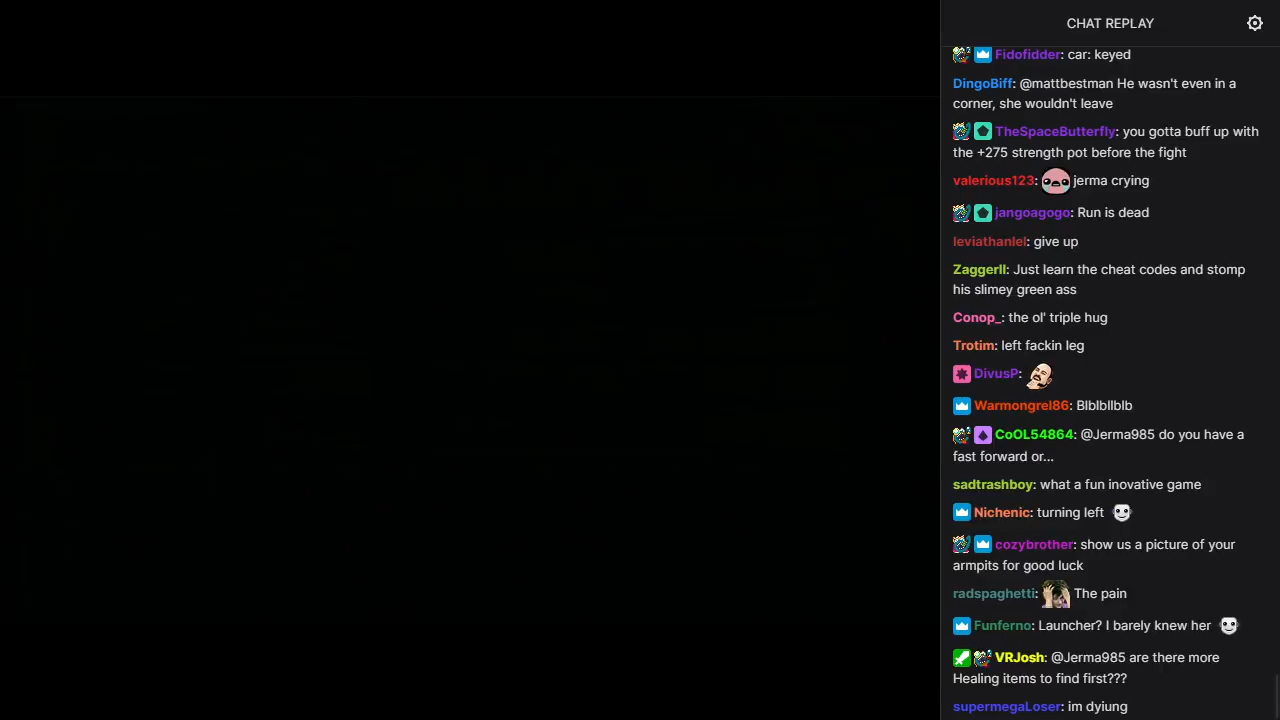 CHAT REPLAY
Fidofidder: car: keyed
DingoBiff: @mattbestman He wasn't even in a
corner, she wouldn't leave
TheSpaceButterfly: you gotta buff up with
the +275 strength pot before the fight
valerious123: jerma crying
jangoagogo: Run is dead
leviathanlel: give up
ZaggerII: Just learn the cheat codes and stomp
his slimey green ass
Conop_: the ol' triple hug
Trotim: left fackin leg
DivusP:
Warmongrel86: Blblbllblb
CoOL54864: @Jerma985 do you have a
fast forward or...
sadtrashboy: what a fun inovative game
Nichenic: turning left
cozybrother: show us a picture of your
armpits for good luck
radspaghetti: The pain
Funferno: Launcher? I barely knew her
VRJosh: @Jerma985 are there more
Healing items to find first???
supermegaLoser: im dyiung